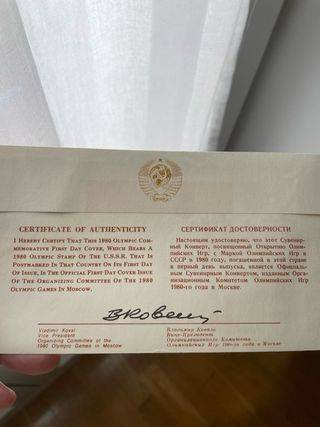 CERTIFICATE OF AUTHENTICITY
I HEREBY CERTIFY THAT THIS 1980 OLYMPIC COM-
MEMORATIVE FIRST DAY COVER, WHICH BEARS A
1980 OLYMPIC STAMP OF THE U.S.S.R. THAT IS
POSTMARKED IN THAT COUNTRY ON ITS FIRST DAY
OF ISSUE, IS THE OFFICIAL FIRST DAY COVER ISSUE
OF THE ORGANIZING COMMITTEE OF THE 1980
OLYMPIC GAMES IN MOSCOW.
СЕРТИФИКАТ ДОСТОВЕРНОСТИ
Настоящим удостоверяю, что этот Сувенир-
ный Конверт, посвященный Открытию Олим-
пийских Игр, с Маркой Олимпийских Игр в
СССР в 1980 году, погашенной в этой стране
в первый день выпуска, является Официаль-
ным Сувенирным Конвертом, изданным Орга-
низационным Комитетом Олимпийских Игр
1980-го года в Москве.
Vladimir Koval
Vice President
Organizing Committee of the
1980 Olympic Games in Moscow
Владимир Коваль
Вице-Президент
Организационного Комитета
Олимпийских Игр 1980-го года в Москве